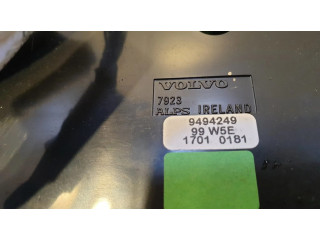 VOLVO
7923
ALPS IRELAND
9494249
99 W5E
1701 0181